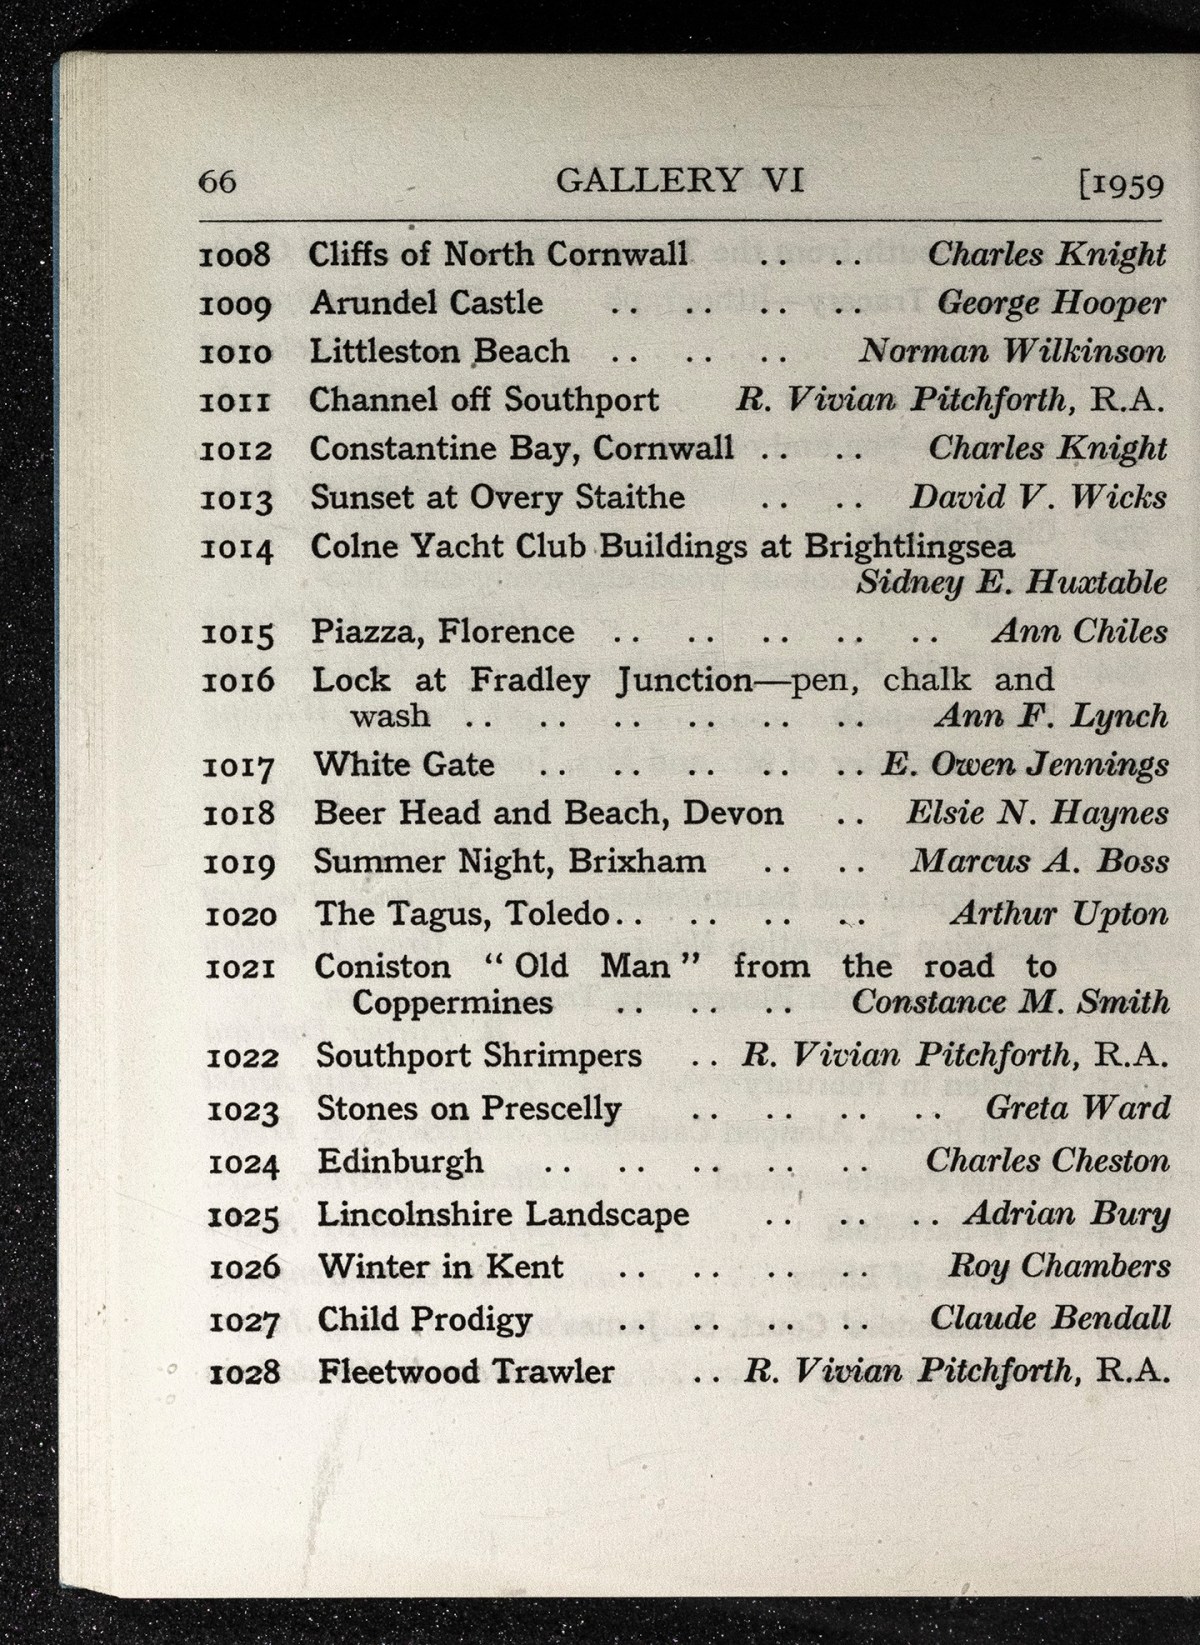 66 GALLERY VI [1959
1008 Cliffs of North Cornwall .. .. Charles Knight
1009 Arundel Castle .. .. .. .. George Hooper
1010 Littleston Beach .. .. .. Norman Wilkinson
1011 Channel off Southport R. Vivian Pitchforth, R.A.
1012 Constantine Bay, Cornwall .. .. Charles Knight
1013 Sunset at Overy Staithe .. .. David V. Wicks
1014 Colne Yacht Club Buildings at Brightlingsea
Sidney E. Huxtable
1015 Piazza, Florence .. .. .. .. .. Ann Chiles
1016 Lock at Fradley Junction—pen, chalk and
wash .. .. .. .. .. .. Ann F. Lynch
1017 White Gate .. .. .. .. .. E. Owen Jennings
1018 Beer Head and Beach, Devon .. Elsie N. Haynes
1019 Summer Night, Brixham .. .. Marcus A. Boss
1020 The Tagus, Toledo .. .. .. .. Arthur Upton
1021 Coniston “ Old Man ” from the road to
Coppermines .. .. .. Constance M. Smith
1022 Southport Shrimpers .. R. Vivian Pitchforth, R.A.
1023 Stones on Prescelly .. .. .. .. Greta Ward
1024 Edinburgh .. .. .. .. .. Charles Cheston
1025 Lincolnshire Landscape .. .. .. Adrian Bury
1026 Winter in Kent .. .. .. .. Roy Chambers
1027 Child Prodigy .. .. .. .. Claude Bendall
1028 Fleetwood Trawler .. R. Vivian Pitchforth, R.A.